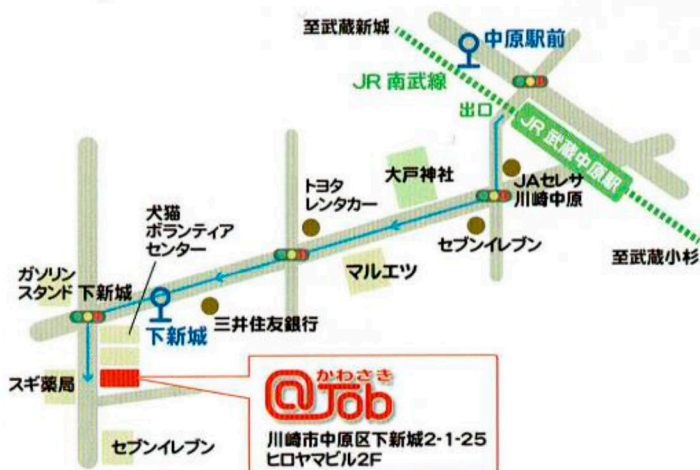 至武蔵新城
中原駅前
JR 南武線
出口
JR 武蔵中原駅
大戸神社
JAセレサ
川崎中原
トヨタ
レンタカー
犬猫
ボランティア
センター
セブンイレブン
至武蔵小杉
マルエツ
ガソリン
スタンド
下新城
下新城
三井住友銀行
スギ薬局
かわさき
@Job
川崎市中原区下新城2-1-25
ヒロヤマビル2F
セブンイレブン